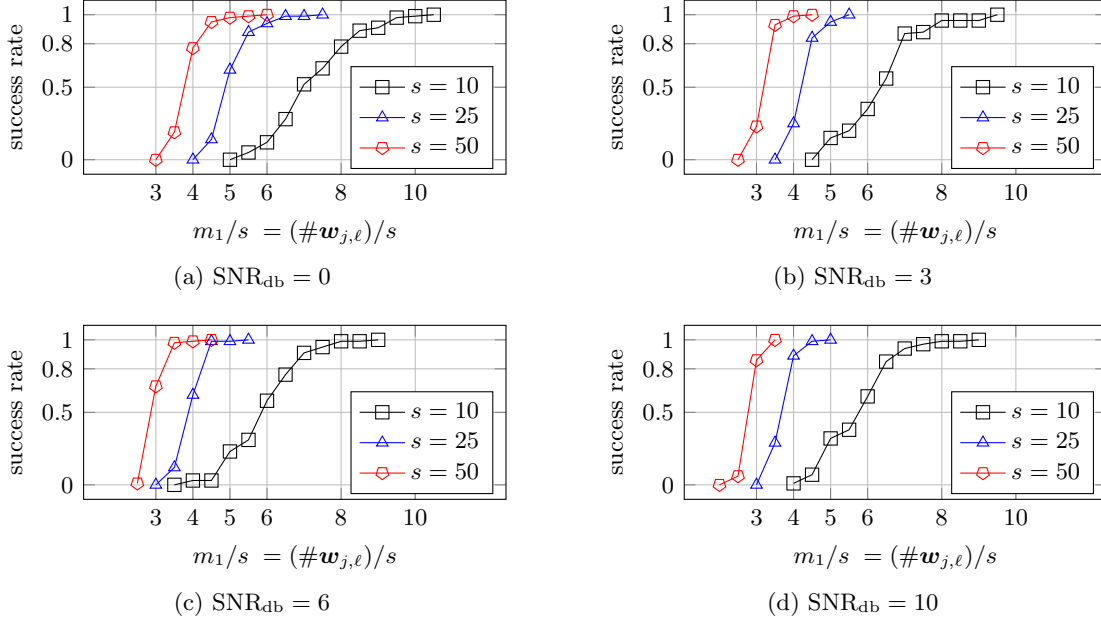 success rate
1
0.8
0.5
0
3 4 5 6 8 10
m₁/s = (#𝒘ⱼ,ℓ)/s
s = 10
s = 25
s = 50
(a) SNR_db = 0
success rate
1
0.8
0.5
0
3 4 5 6 8 10
m₁/s = (#𝒘ⱼ,ℓ)/s
s = 10
s = 25
s = 50
(b) SNR_db = 3
success rate
1
0.8
0.5
0
3 4 5 6 8 10
m₁/s = (#𝒘ⱼ,ℓ)/s
s = 10
s = 25
s = 50
(c) SNR_db = 6
success rate
1
0.8
0.5
0
3 4 5 6 8 10
m₁/s = (#𝒘ⱼ,ℓ)/s
s = 10
s = 25
s = 50
(d) SNR_db = 10